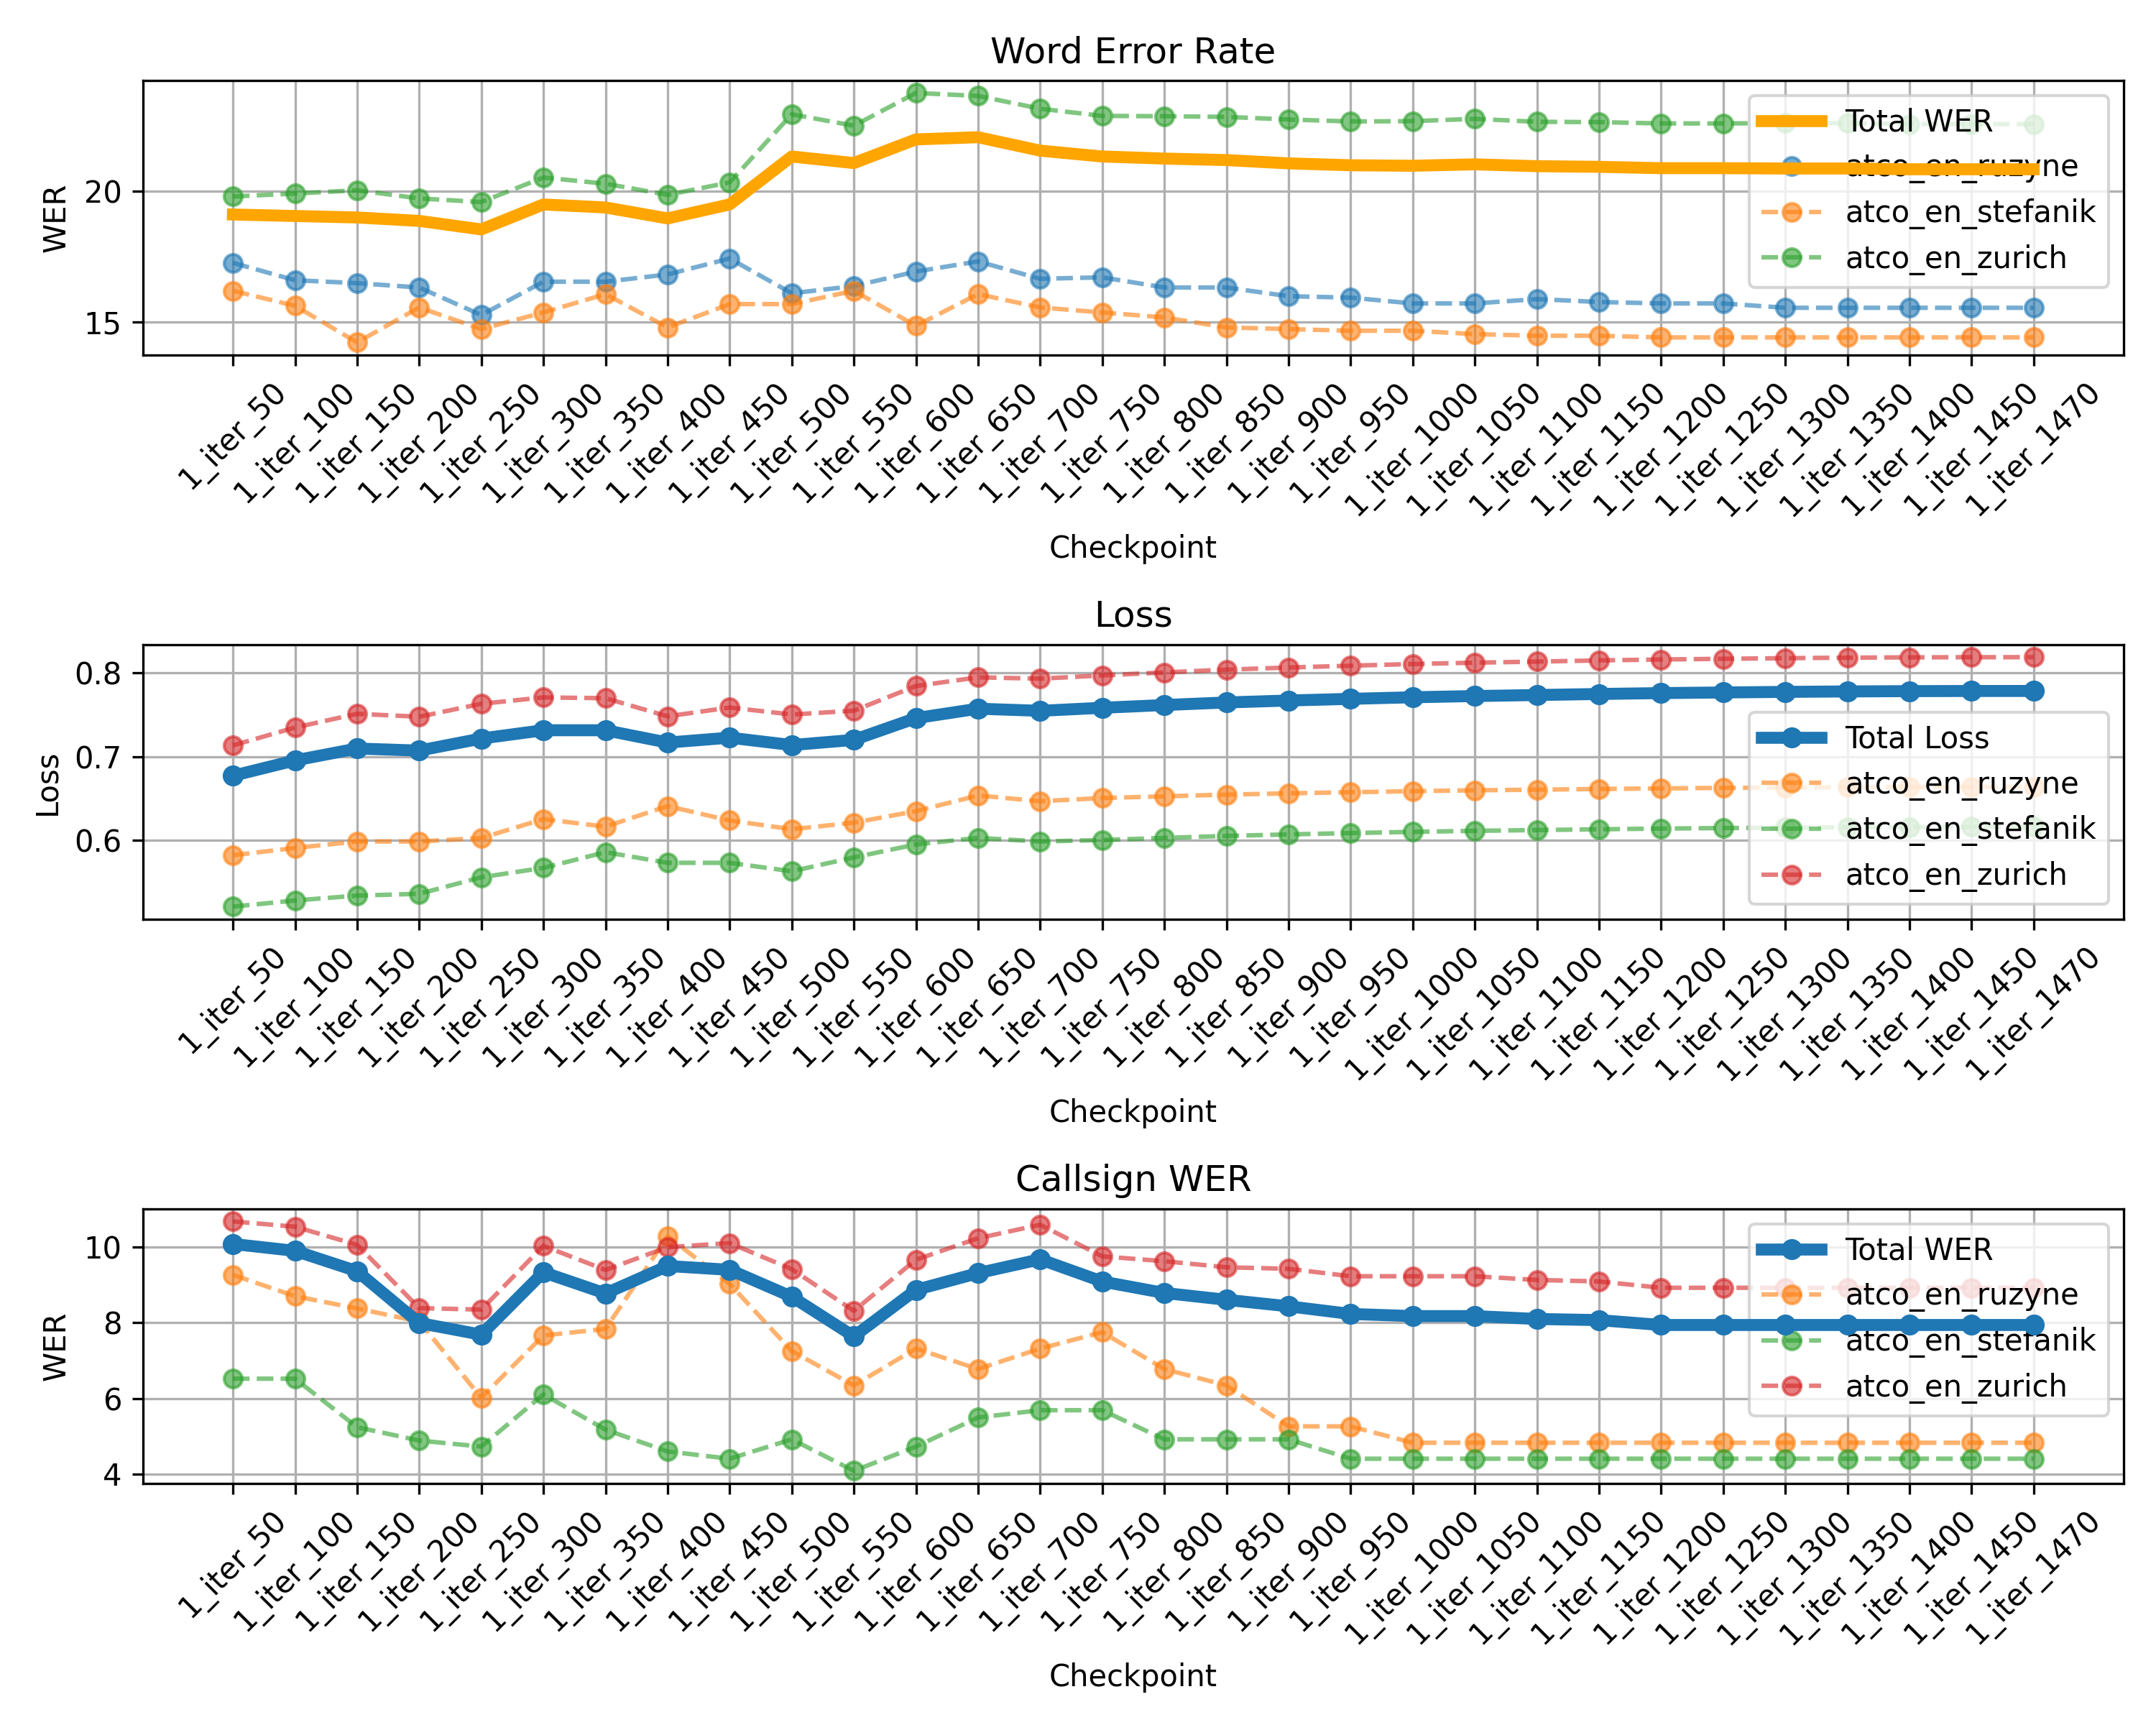 Word Error Rate
WER
20
15
Total WER
atco_en_ruzyne
atco_en_stefanik
atco_en_zurich
1_iter_50
1_iter_100
1_iter_150
1_iter_200
1_iter_250
1_iter_300
1_iter_350
1_iter_400
1_iter_450
1_iter_500
1_iter_550
1_iter_600
1_iter_650
1_iter_700
1_iter_750
1_iter_800
1_iter_850
1_iter_900
1_iter_950
1_iter_1000
1_iter_1050
1_iter_1100
1_iter_1150
1_iter_1200
1_iter_1250
1_iter_1300
1_iter_1350
1_iter_1400
1_iter_1450
1_iter_1470
Checkpoint
Loss
Loss
0.8
0.7
0.6
Total Loss
atco_en_ruzyne
atco_en_stefanik
atco_en_zurich
1_iter_50
1_iter_100
1_iter_150
1_iter_200
1_iter_250
1_iter_300
1_iter_350
1_iter_400
1_iter_450
1_iter_500
1_iter_550
1_iter_600
1_iter_650
1_iter_700
1_iter_750
1_iter_800
1_iter_850
1_iter_900
1_iter_950
1_iter_1000
1_iter_1050
1_iter_1100
1_iter_1150
1_iter_1200
1_iter_1250
1_iter_1300
1_iter_1350
1_iter_1400
1_iter_1450
1_iter_1470
Checkpoint
Callsign WER
WER
10
8
6
4
Total WER
atco_en_ruzyne
atco_en_stefanik
atco_en_zurich
1_iter_50
1_iter_100
1_iter_150
1_iter_200
1_iter_250
1_iter_300
1_iter_350
1_iter_400
1_iter_450
1_iter_500
1_iter_550
1_iter_600
1_iter_650
1_iter_700
1_iter_750
1_iter_800
1_iter_850
1_iter_900
1_iter_950
1_iter_1000
1_iter_1050
1_iter_1100
1_iter_1150
1_iter_1200
1_iter_1250
1_iter_1300
1_iter_1350
1_iter_1400
1_iter_1450
1_iter_1470
Checkpoint